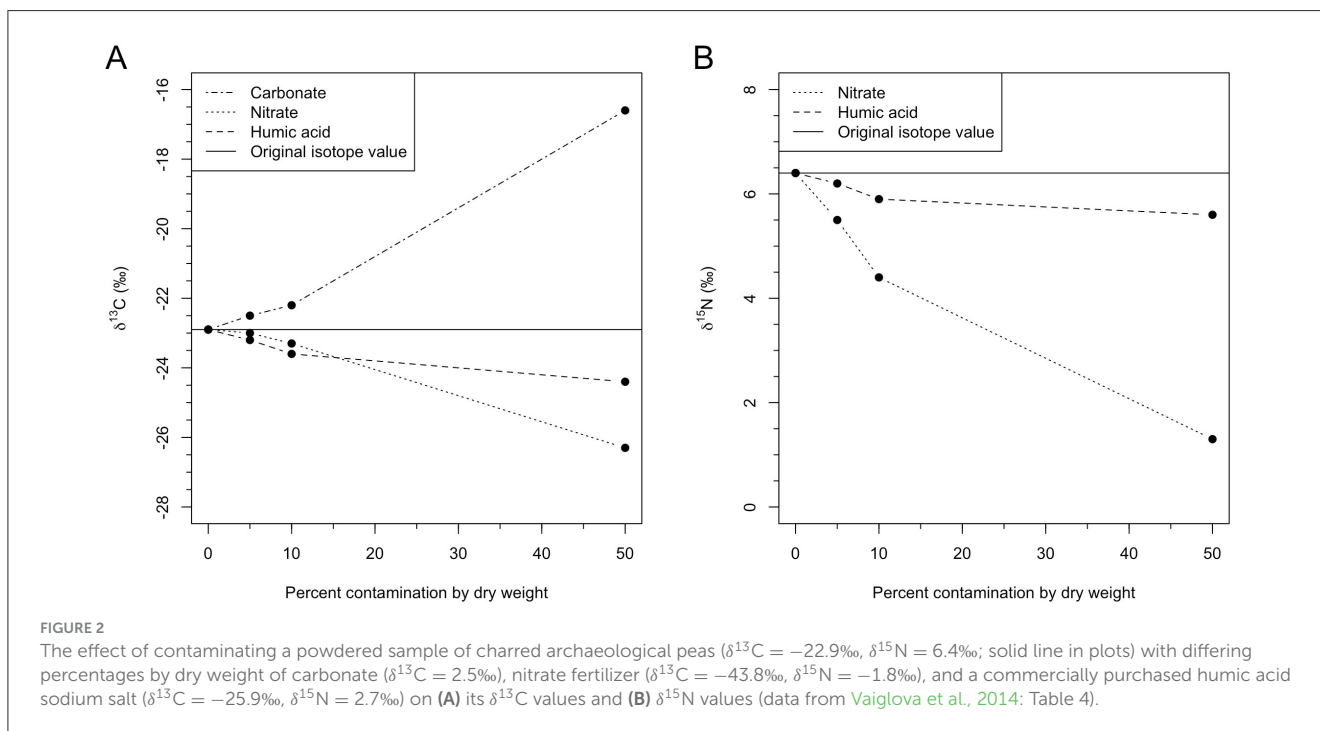 A
Carbonate
Nitrate
Humic acid
Original isotope value
-16
-18
-20
-22
-24
-26
-28
δ¹³C (‰)
0 10 20 30 40 50
Percent contamination by dry weight
B
Nitrate
Humic acid
Original isotope value
8
6
4
2
0
δ¹⁵N (‰)
0 10 20 30 40 50
Percent contamination by dry weight
FIGURE 2
The effect of contaminating a powdered sample of charred archaeological peas (δ¹³C = −22.9‰, δ¹⁵N = 6.4‰; solid line in plots) with differing
percentages by dry weight of carbonate (δ¹³C = 2.5‰), nitrate fertilizer (δ¹³C = −43.8‰, δ¹⁵N = −1.8‰), and a commercially purchased humic acid
sodium salt (δ¹³C = −25.9‰, δ¹⁵N = 2.7‰) on (A) its δ¹³C values and (B) δ¹⁵N values (data from Vaiglova et al., 2014: Table 4).